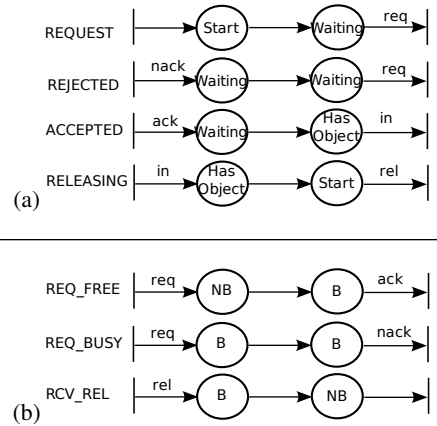 REQUEST Start Waiting req
REJECTED nack Waiting Waiting req
ACCEPTED ack Waiting Has Object in
RELEASING in Has Object Start rel
(a)
REQ_FREE req NB B ack
REQ_BUSY req B B nack
RCV_REL rel B NB
(b)